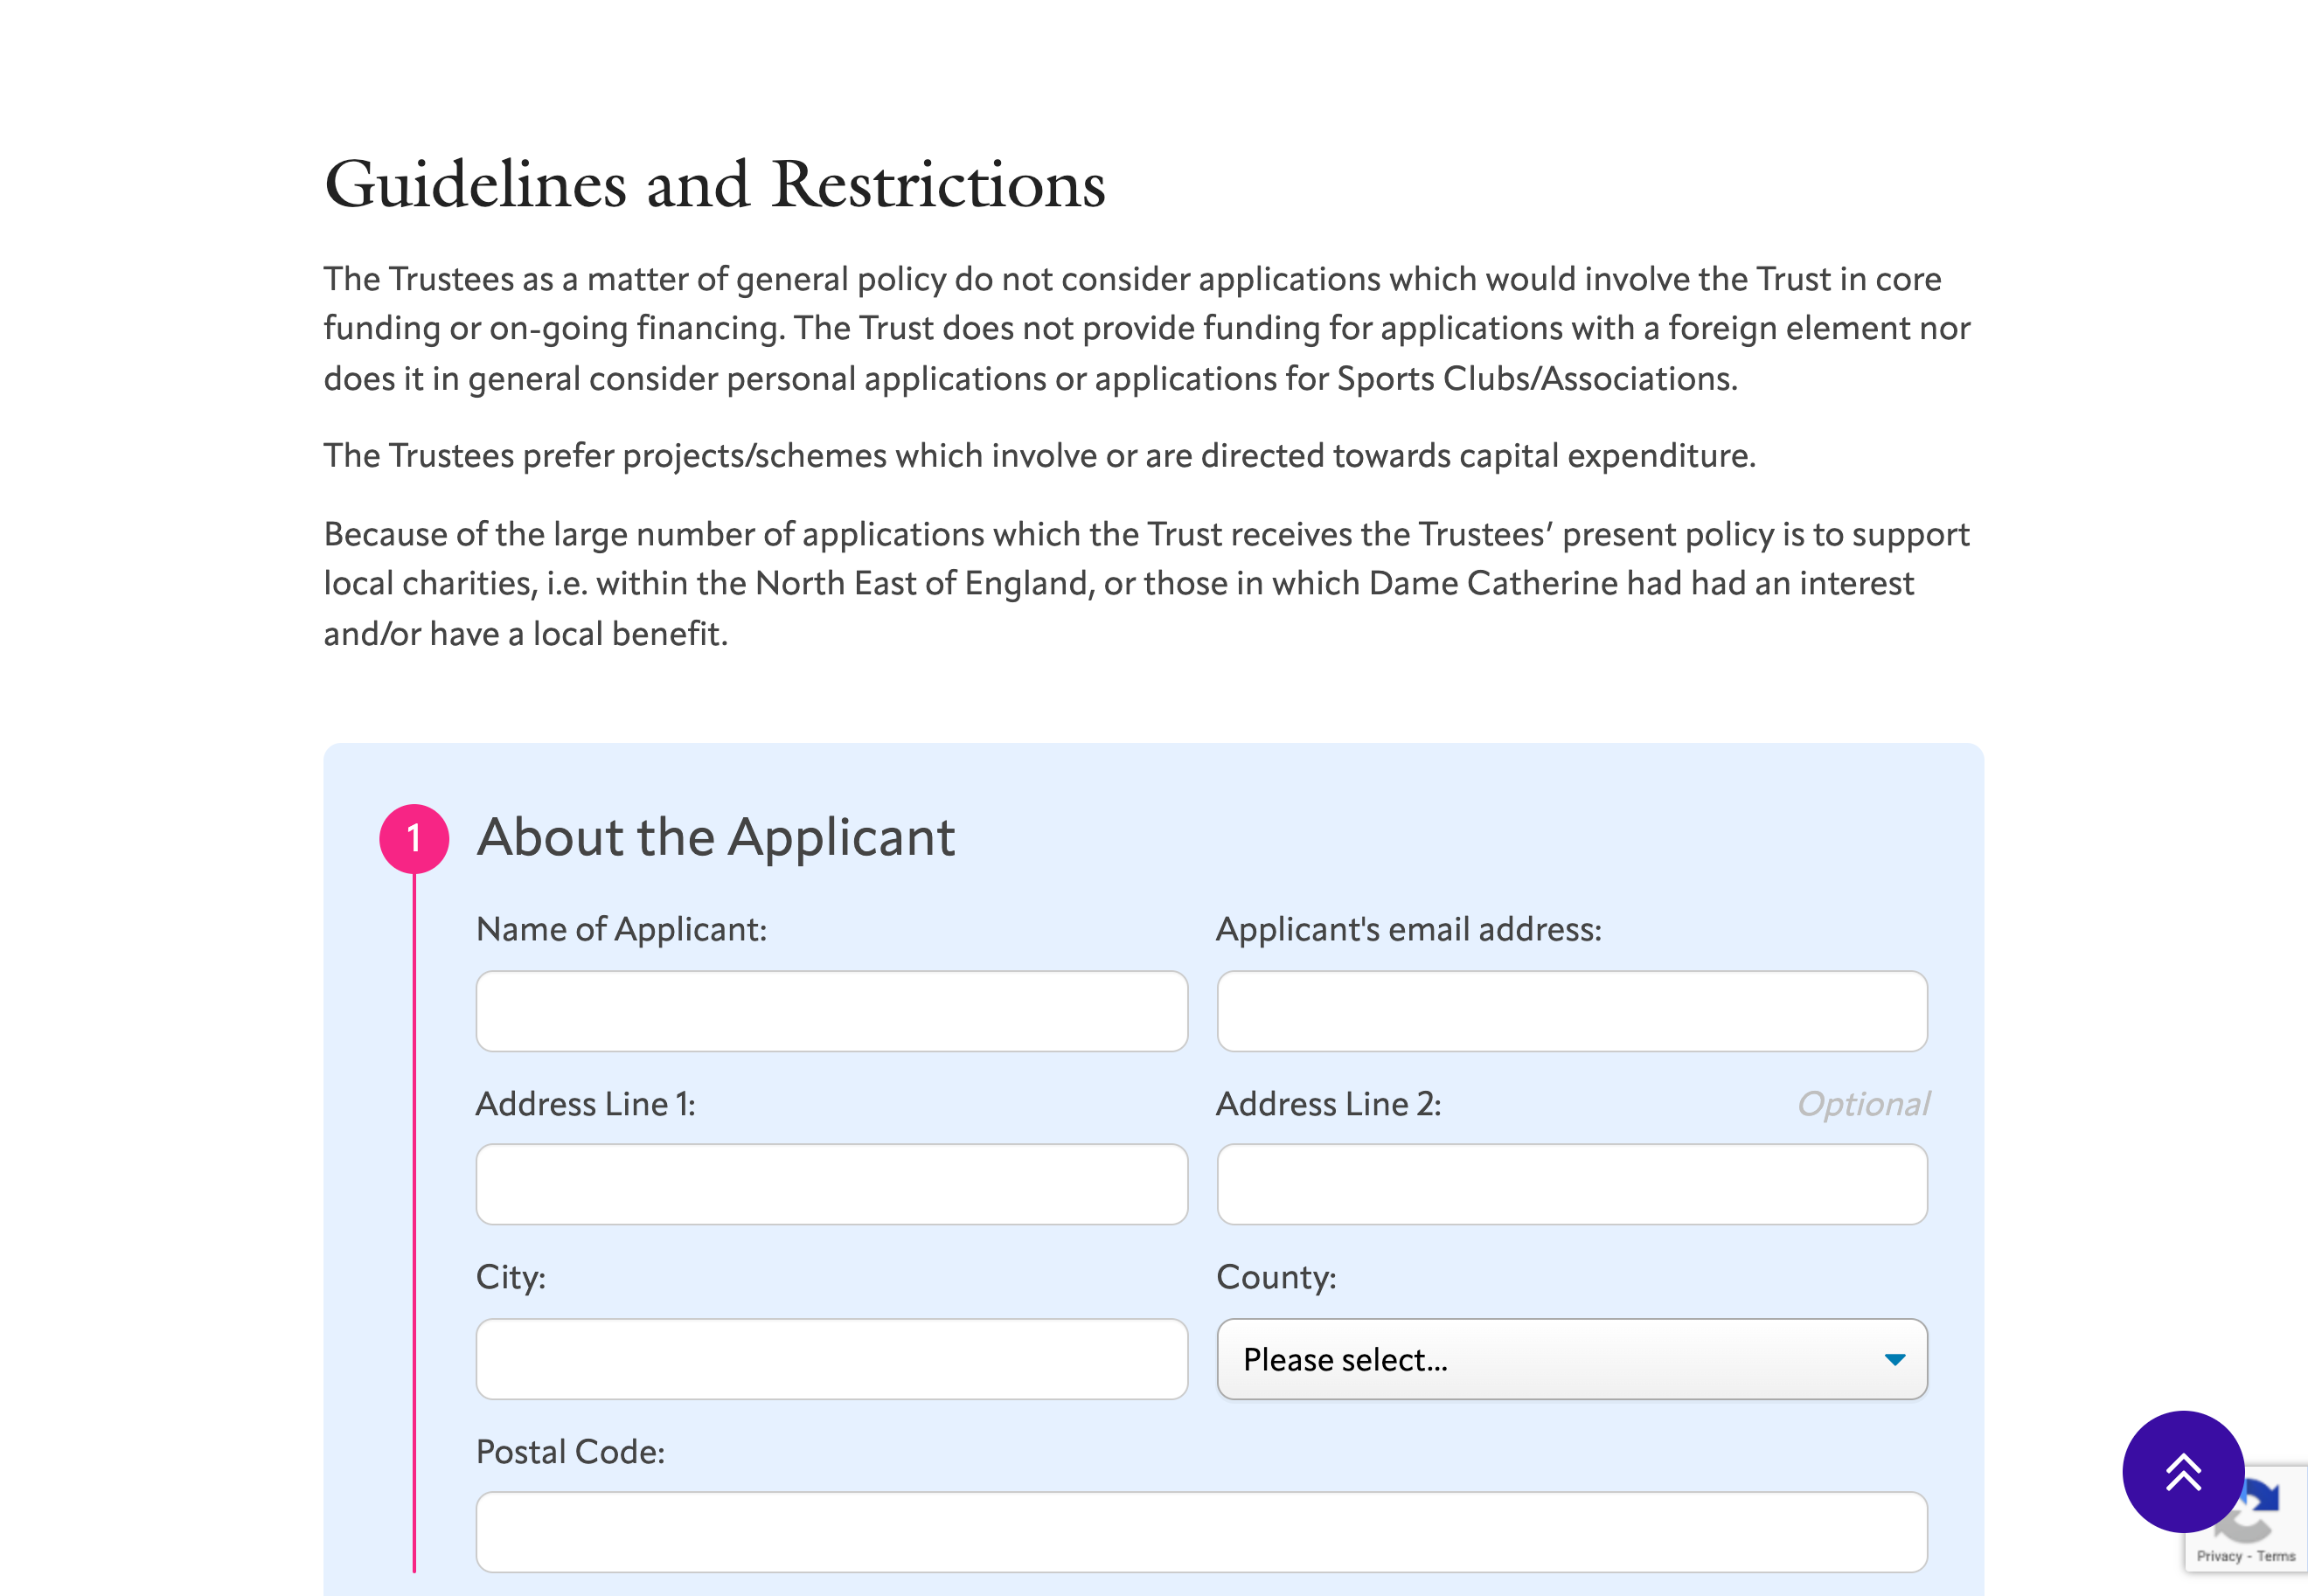 Guidelines and Restrictions
The Trustees as a matter of general policy do not consider applications which would involve the Trust in core
funding or on-going financing. The Trust does not provide funding for applications with a foreign element nor
does it in general consider personal applications or applications for Sports Clubs/Associations.
The Trustees prefer projects/schemes which involve or are directed towards capital expenditure.
Because of the large number of applications which the Trust receives the Trustees’ present policy is to support
local charities, i.e. within the North East of England, or those in which Dame Catherine had had an interest
and/or have a local benefit.
1 About the Applicant
Name of Applicant: Applicant's email address:
Address Line 1: Address Line 2: Optional
City: County:
Please select...
Postal Code:
Privacy - Terms